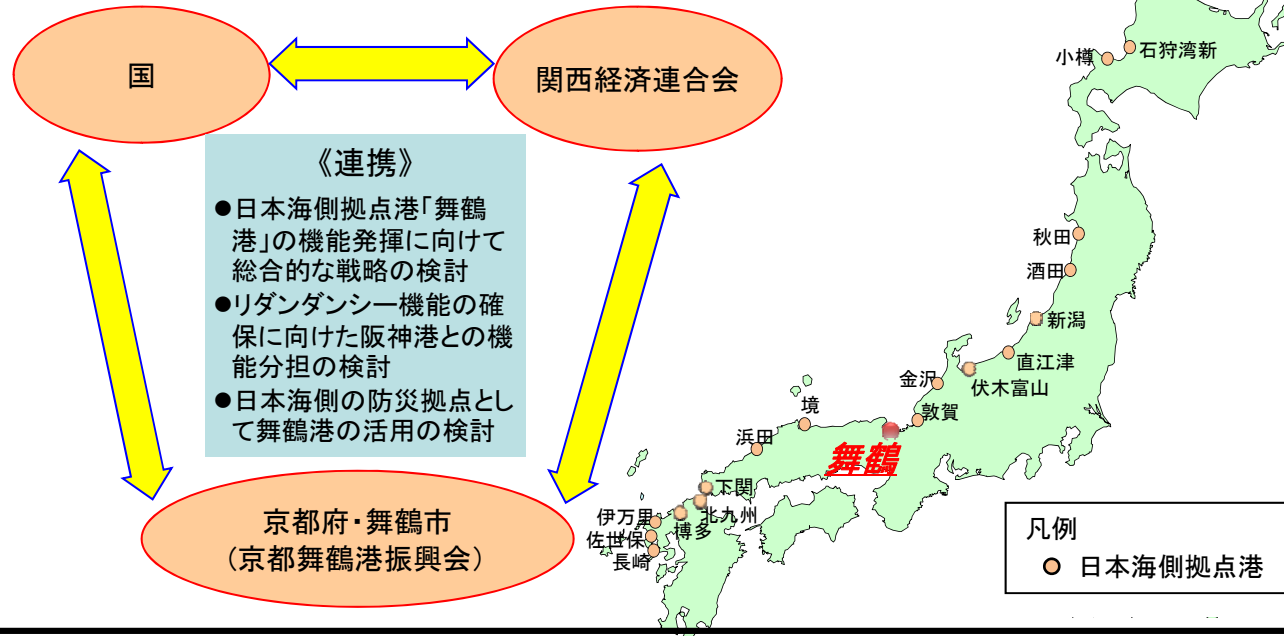 国
関西経済連合会
《連携》
●日本海側拠点港「舞鶴
港」の機能発揮に向けて
総合的な戦略の検討
●リダンダンシー機能の確
保に向けた阪神港との機
能分担の検討
●日本海側の防災拠点とし
て舞鶴港の活用の検討
京都府・舞鶴市
(京都舞鶴港振興会)
小樽
石狩湾新
秋田
酒田
新潟
直江津
伏木富山
金沢
敦賀
境
舞鶴
浜田
下関
北九州
博多
伊万里
佐世保
長崎
凡例
日本海側拠点港